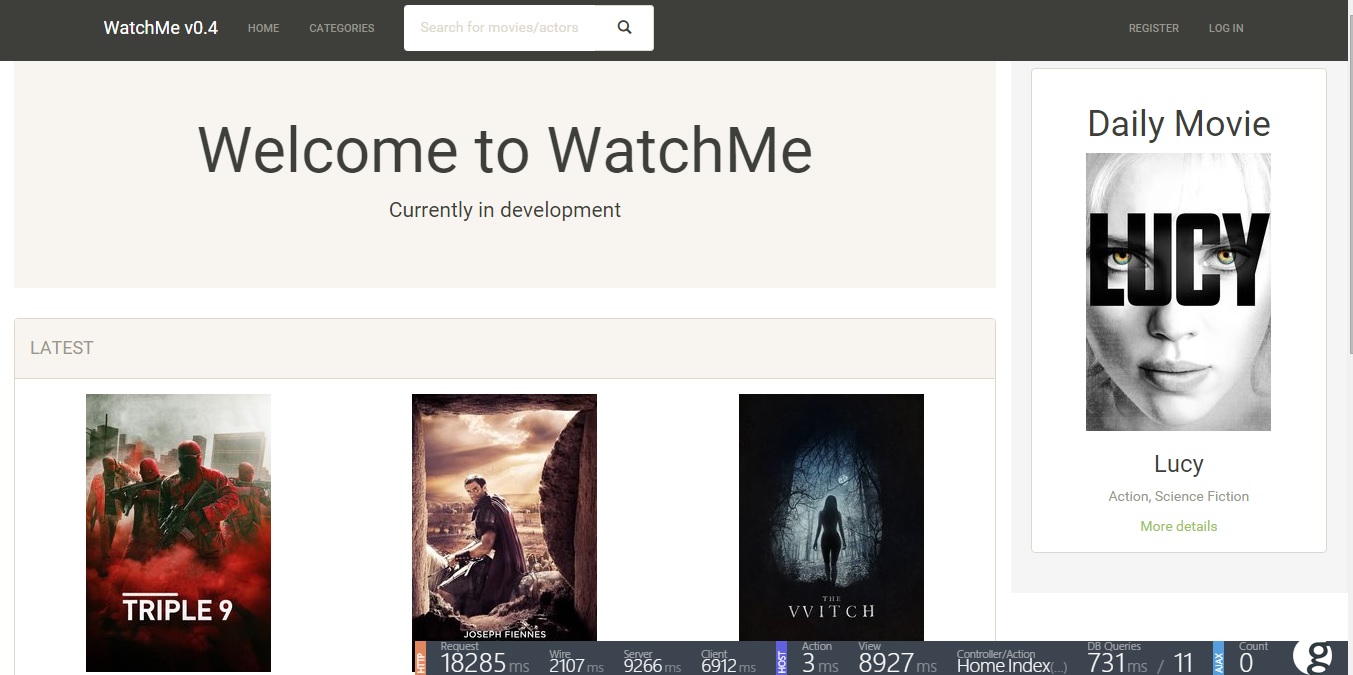 WatchMe v0.4 HOME CATEGORIES Search for movies/actors REGISTER LOG IN
Welcome to WatchMe
Currently in development
LATEST
TRIPLE 9
JOSEPH FIENNES
THE
VVITCH
Daily Movie
LUCY
Lucy
Action, Science Fiction
More details
HTTP
Request
18285 ms
Wire
2107 ms
Server
9266 ms
Client
6912 ms
HOST
Action
3 ms
View
8927 ms
Controller/Action
Home Index(...)
DB Queries
731 ms / 11
AJAX
Count
0
g